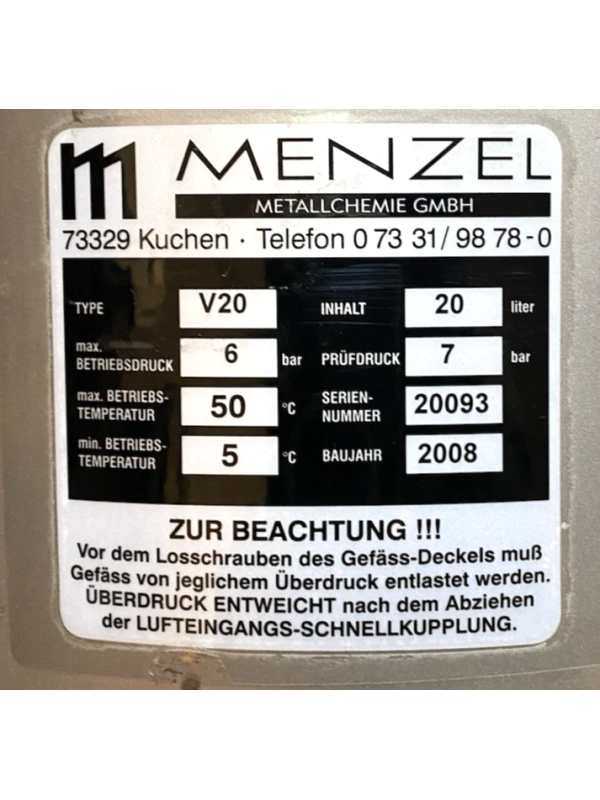 m MENZEL
METALLCHEMIE GMBH
73329 Kuchen · Telefon 0 73 31/98 78-0
TYPE V20 INHALT 20 liter
max. BETRIEBSDRUCK 6 bar PRÜFDRUCK 7 bar
max. BETRIEBS-TEMPERATUR 50 °C SERIEN-NUMMER 20093
min. BETRIEBS-TEMPERATUR 5 °C BAUJAHR 2008
ZUR BEACHTUNG !!!
Vor dem Losschrauben des Gefäss-Deckels muß
Gefäss von jeglichem Überdruck entlastet werden.
ÜBERDRUCK ENTWEICHT nach dem Abziehen
der LUFTEINGANGS-SCHNELLKUPPLUNG.